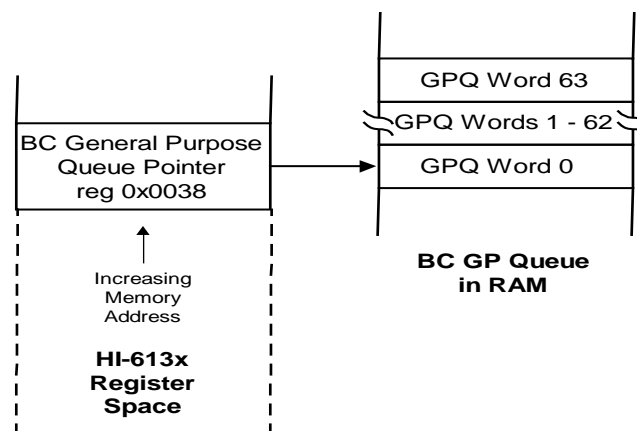 BC General Purpose
Queue Pointer
reg 0x0038
Increasing
Memory
Address
HI-613x
Register
Space
GPQ Word 63
GPQ Words 1 - 62
GPQ Word 0
BC GP Queue
in RAM